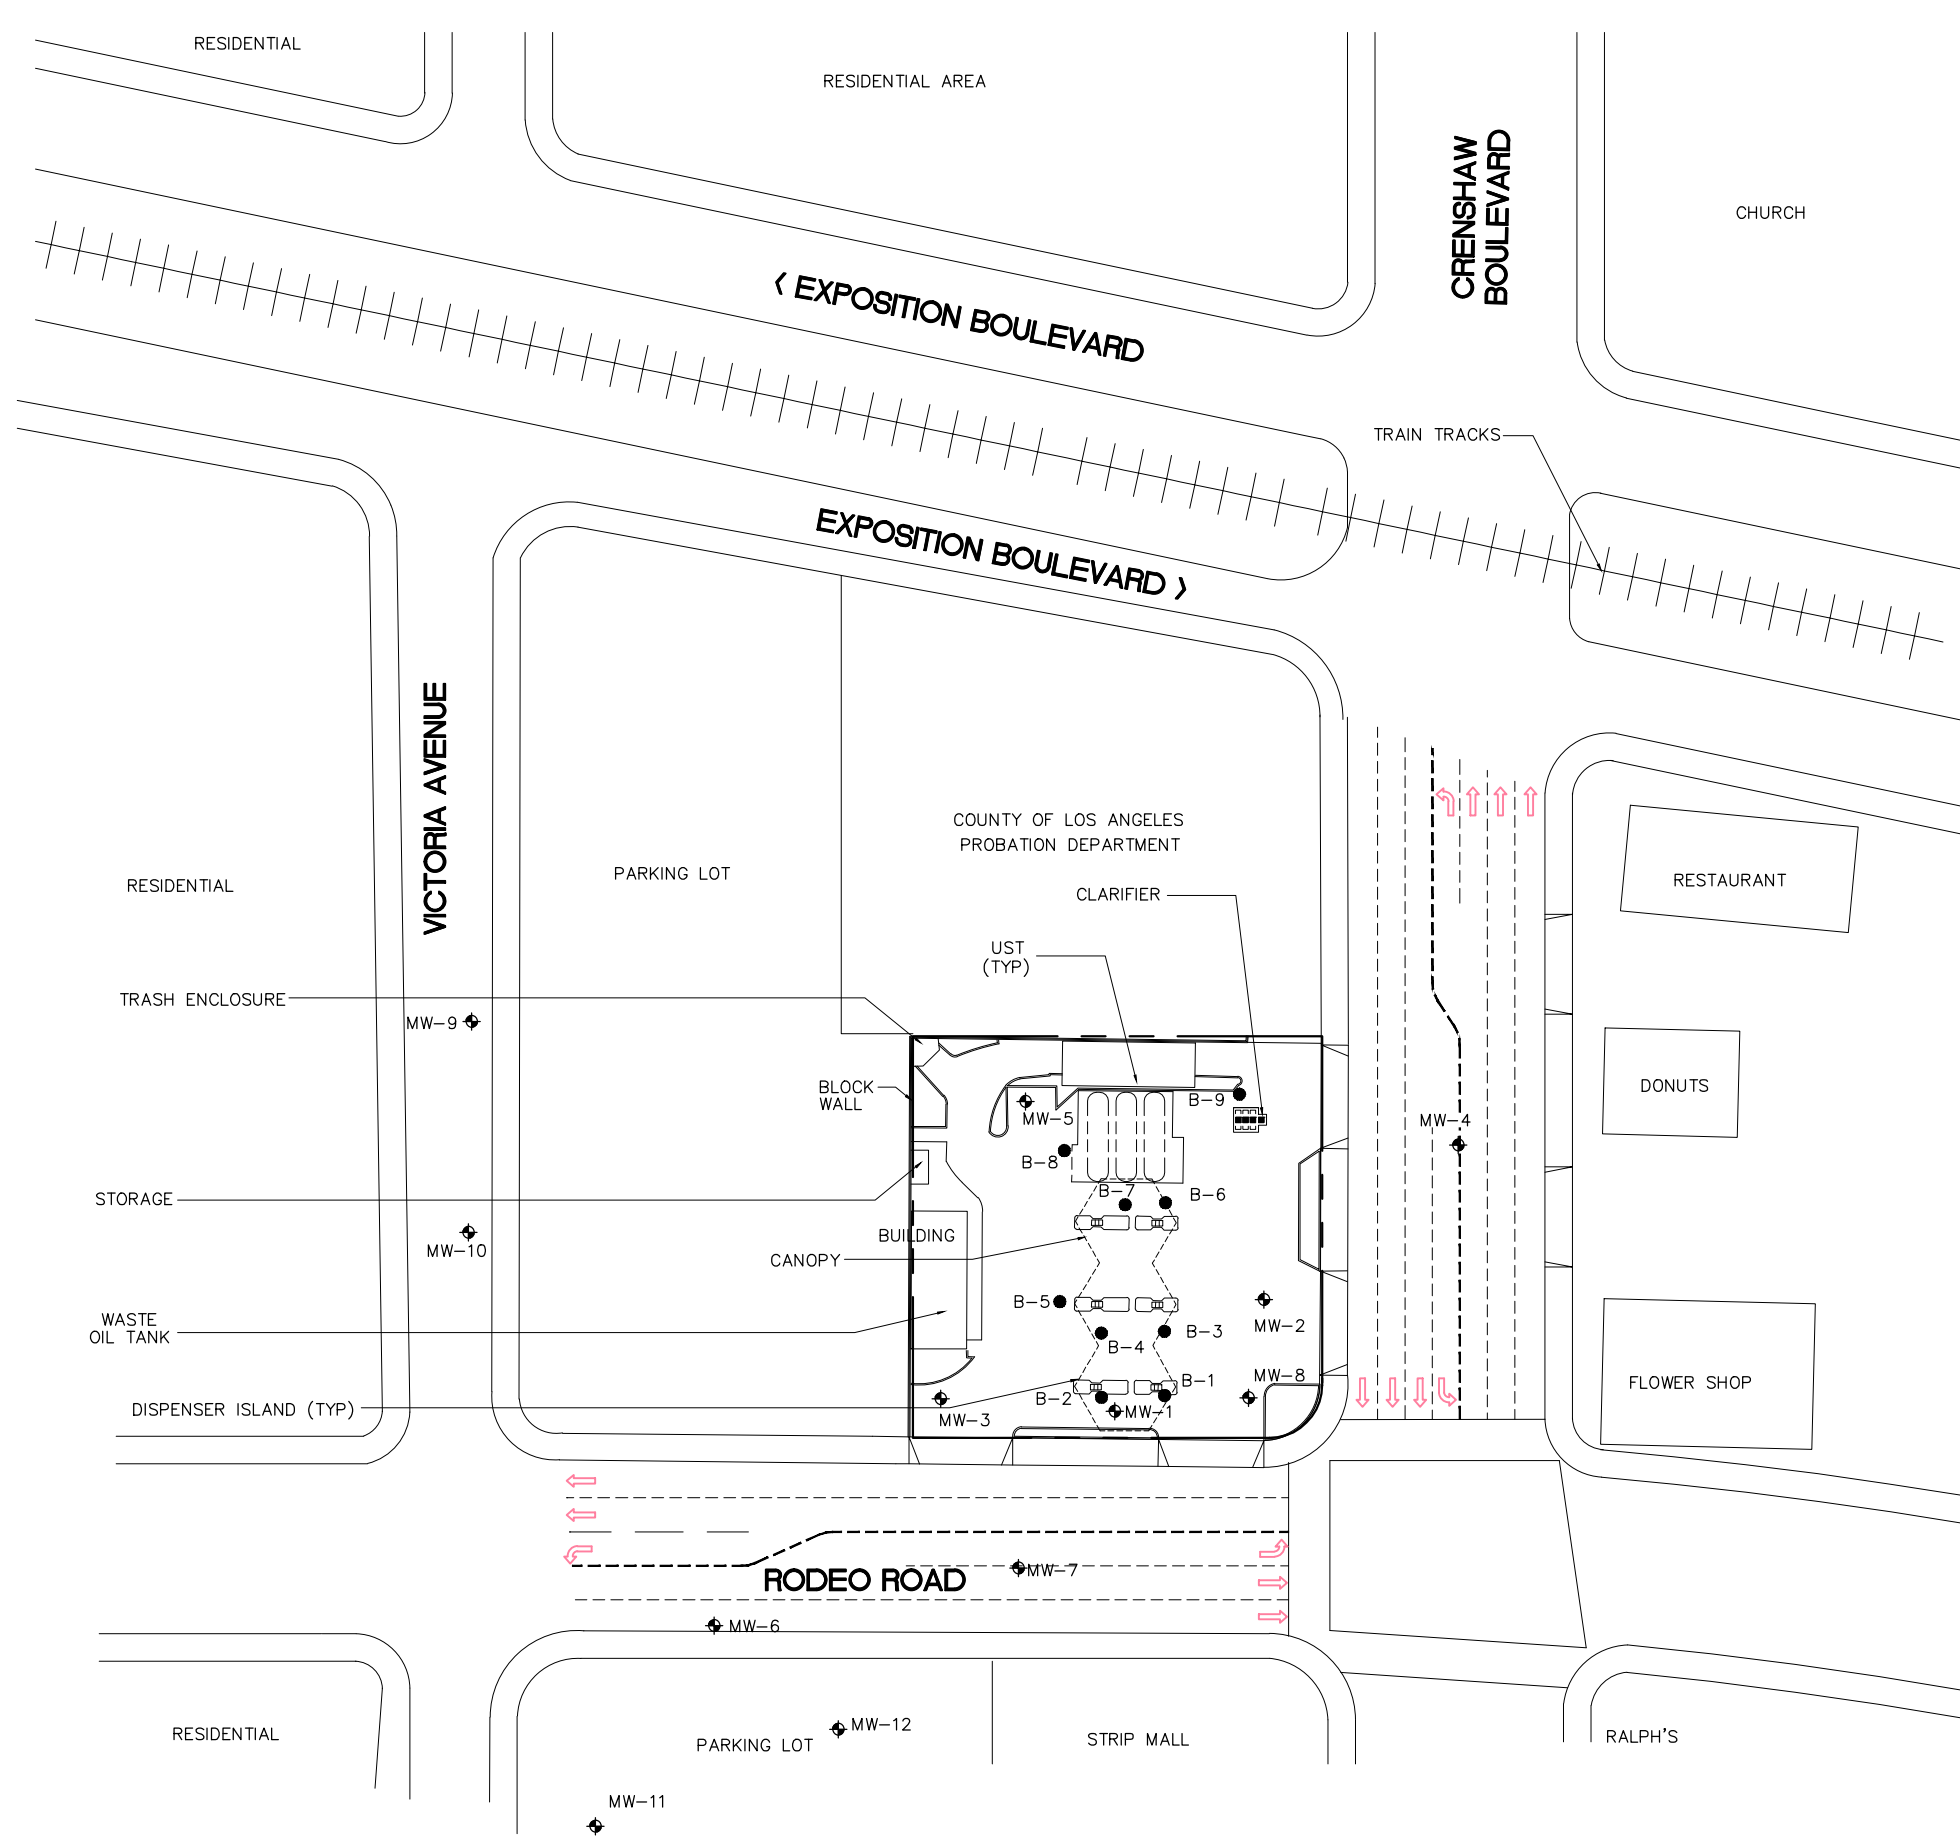 RESIDENTIAL
RESIDENTIAL AREA
CRENSHAW
BOULEVARD
CHURCH
< EXPOSITION BOULEVARD
TRAIN TRACKS
EXPOSITION BOULEVARD >
VICTORIA AVENUE
COUNTY OF LOS ANGELES
PROBATION DEPARTMENT
PARKING LOT
RESIDENTIAL
RESTAURANT
CLARIFIER
UST
(TYP)
TRASH ENCLOSURE
MW-9
BLOCK
WALL
DONUTS
B-9
MW-5
MW-4
B-8
STORAGE
B-7
B-6
BUILDING
MW-10
CANOPY
B-5
WASTE
OIL TANK
MW-2
B-3
B-4
MW-8
B-1
FLOWER SHOP
B-2
DISPENSER ISLAND (TYP)
MW-3
MW-1
RODEO ROAD
MW-7
MW-6
MW-12
RESIDENTIAL
PARKING LOT
STRIP MALL
RALPH'S
MW-11